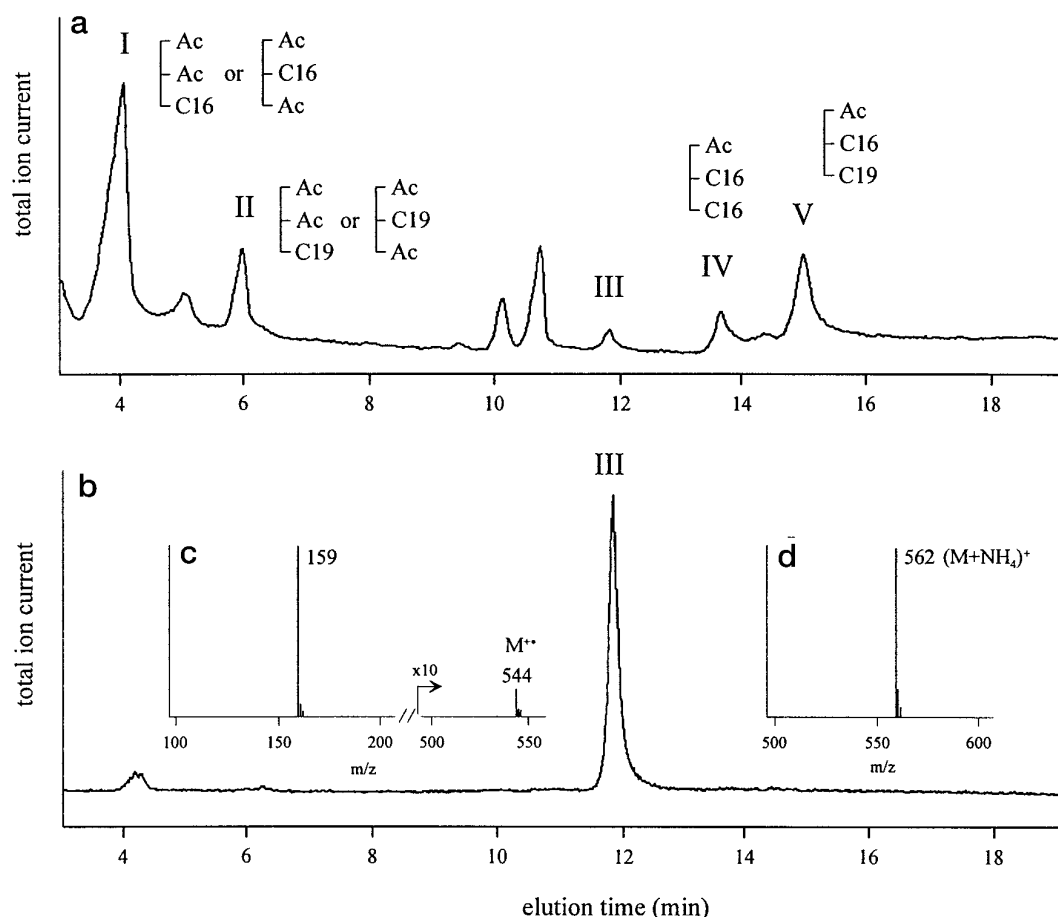 a
I
Ac
Ac
C16
or
Ac
C16
Ac
II
Ac
Ac
C19
or
Ac
C19
Ac
III
Ac
C16
C16
IV
Ac
C16
C19
V
total ion current
4 6 8 10 12 14 16 18
b
III
c
159
x10
M+•
544
100 150 200 // 500 550
m/z
d
562 (M+NH4)+
500 550 600
m/z
total ion current
4 6 8 10 12 14 16 18
elution time (min)